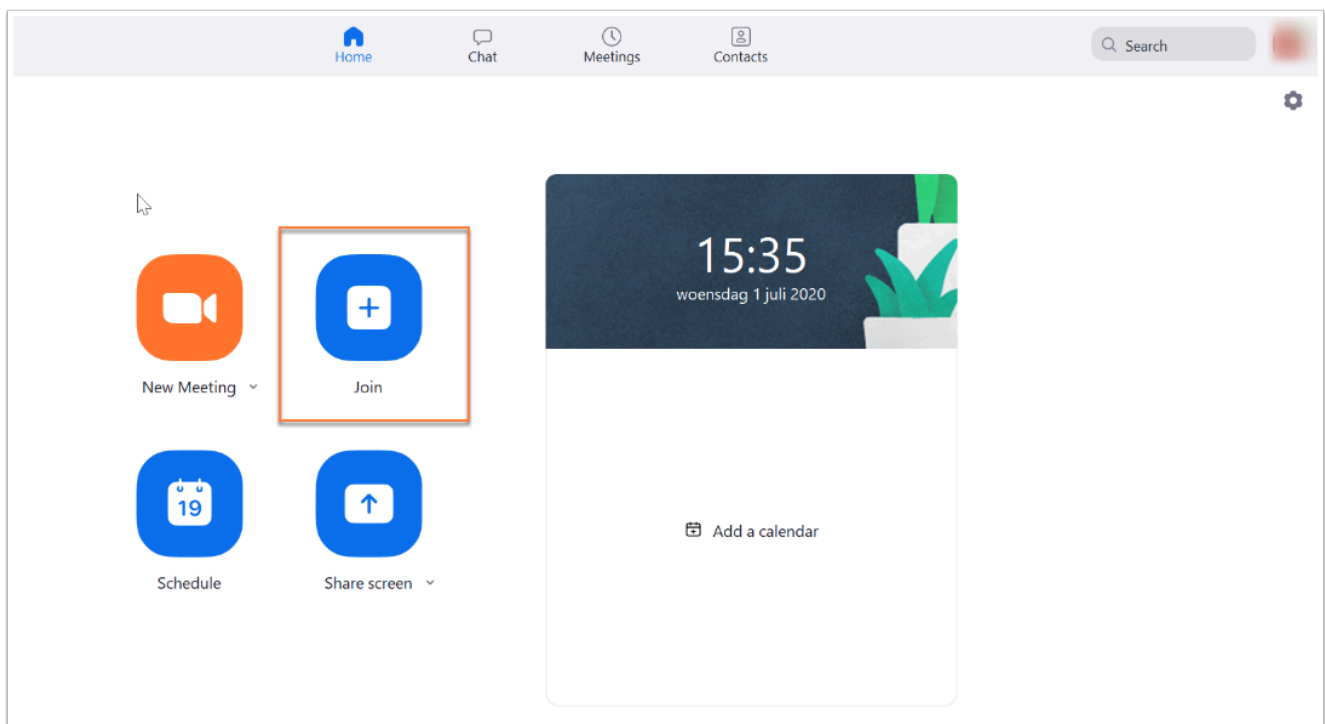 Home
Chat
Meetings
Contacts
Search
15:35
woensdag 1 juli 2020
New Meeting
Join
19
Add a calendar
Schedule
Share screen